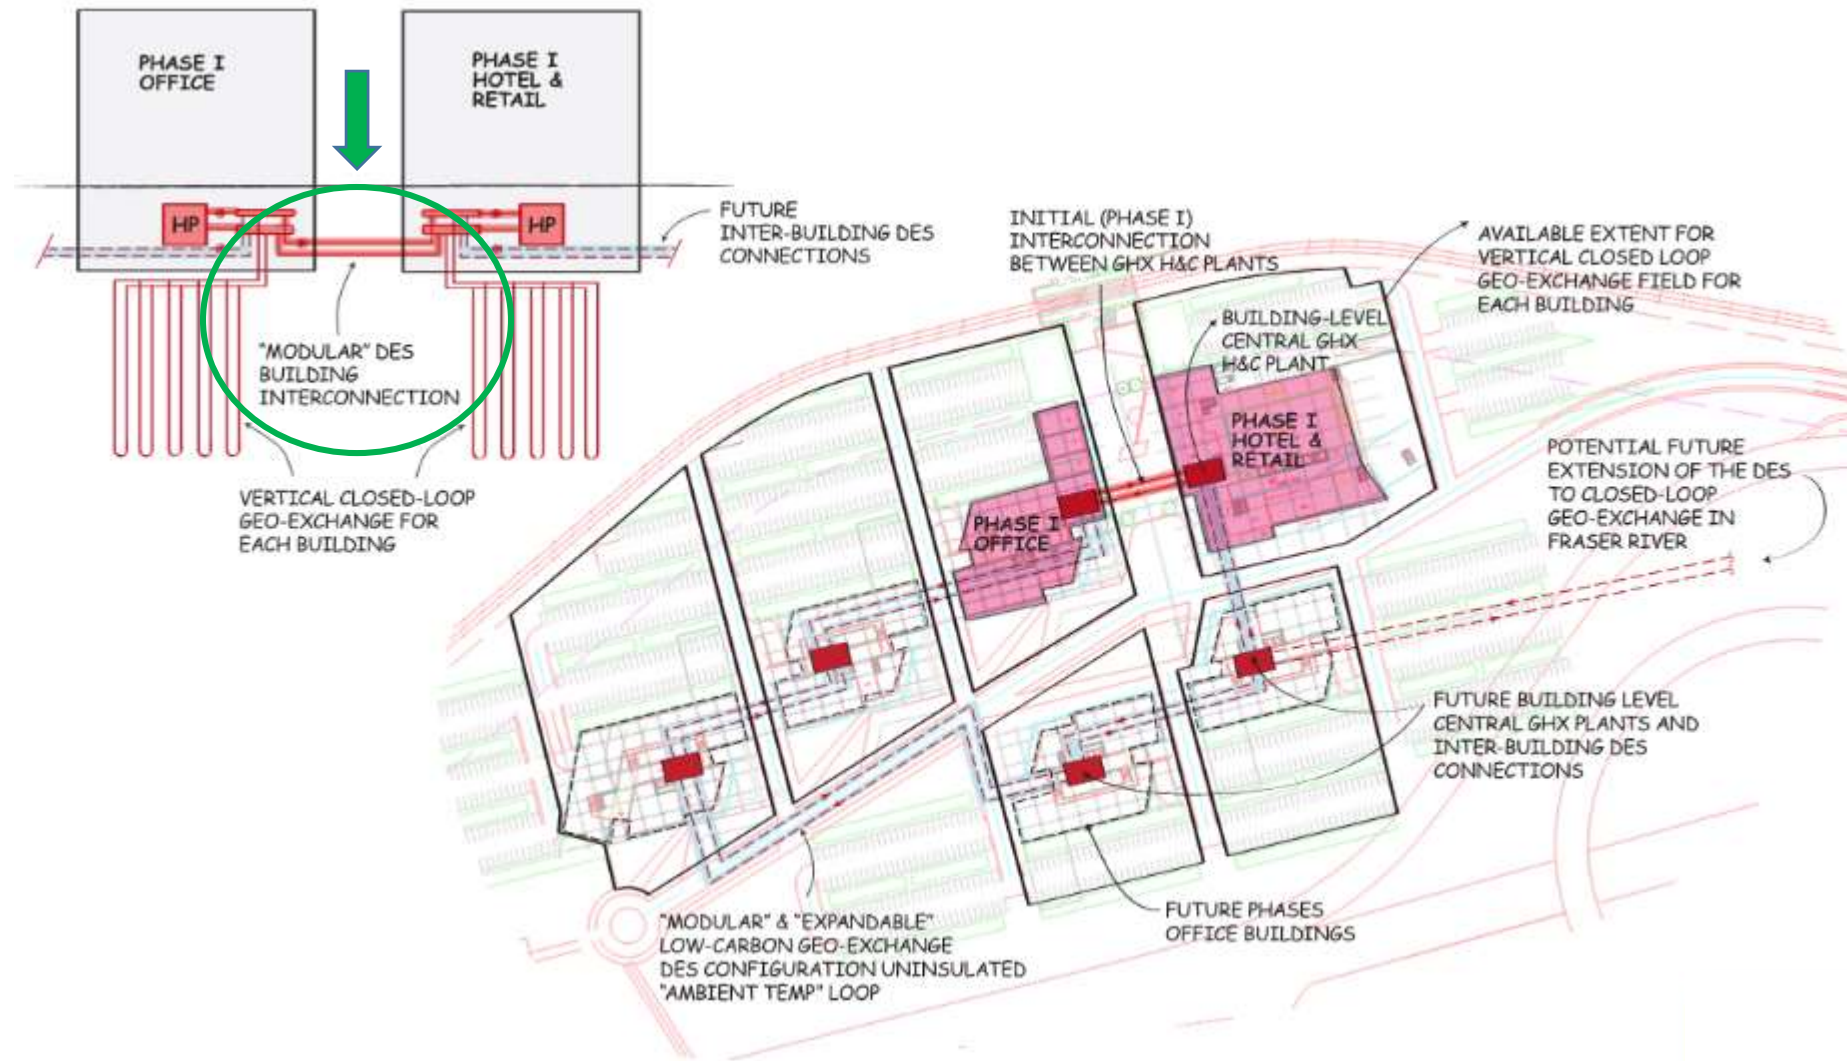 PHASE I
OFFICE
PHASE I
HOTEL &
RETAIL
HP
HP
FUTURE
INTER-BUILDING DES
CONNECTIONS
"MODULAR" DES
BUILDING
INTERCONNECTION
VERTICAL CLOSED-LOOP
GEO-EXCHANGE FOR
EACH BUILDING
INITIAL (PHASE I)
INTERCONNECTION
BETWEEN GHX H&C PLANTS
AVAILABLE EXTENT FOR
VERTICAL CLOSED LOOP
GEO-EXCHANGE FIELD FOR
EACH BUILDING
BUILDING-LEVEL
CENTRAL GHX
H&C PLANT
PHASE I
HOTEL &
RETAIL
PHASE I
OFFICE
POTENTIAL FUTURE
EXTENSION OF THE DES
TO CLOSED-LOOP
GEO-EXCHANGE IN
FRASER RIVER
FUTURE BUILDING LEVEL
CENTRAL GHX PLANTS AND
INTER-BUILDING DES
CONNECTIONS
FUTURE PHASES
OFFICE BUILDINGS
"MODULAR" & "EXPANDABLE"
LOW-CARBON GEO-EXCHANGE
DES CONFIGURATION UNINSULATED
"AMBIENT TEMP" LOOP